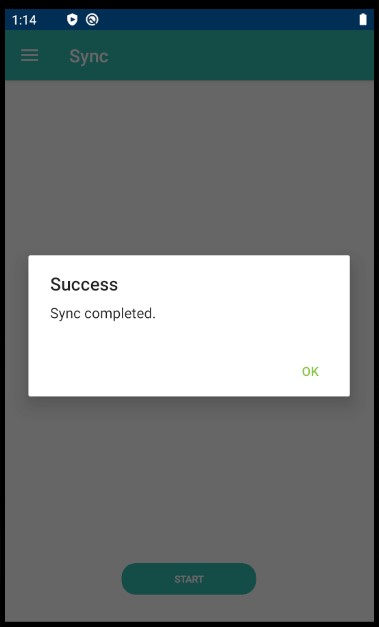 1:14
Sync
Success
Sync completed.
OK
START